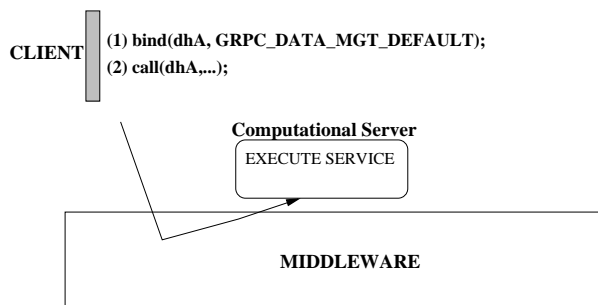 CLIENT
(1) bind(dhA, GRPC_DATA_MGT_DEFAULT);
(2) call(dhA,...);
Computational Server
EXECUTE SERVICE
MIDDLEWARE